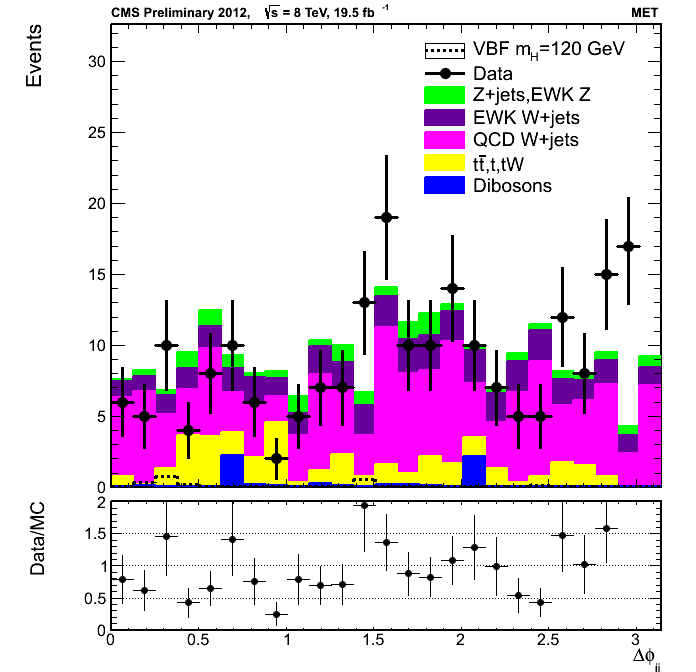 CMS Preliminary 2012, √s = 8 TeV, 19.5 fb⁻¹ MET
Events
30
25
20
15
10
5
0
VBF m_H=120 GeV
Data
Z+jets,EWK Z
EWK W+jets
QCD W+jets
tt̄,t,tW
Dibosons
Data/MC
2
1.5
1
0.5
0
0 0.5 1 1.5 2 2.5 3
Δϕ_jj